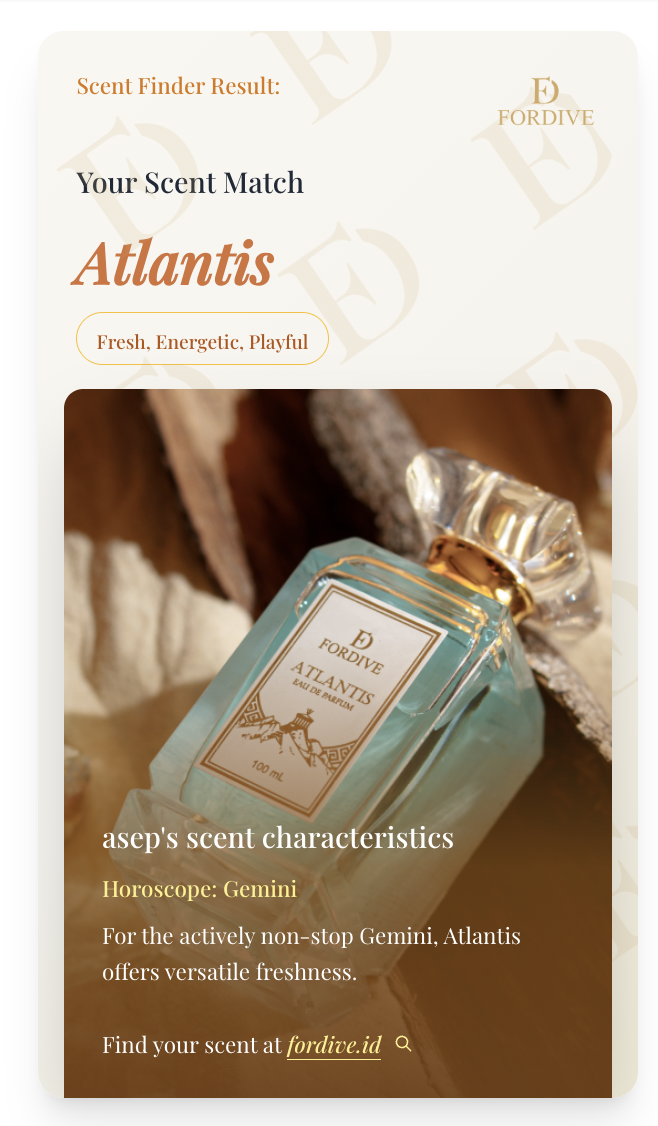 Scent Finder Result:
FD
FORDIVE
Your Scent Match
Atlantis
Fresh, Energetic, Playful
FD
FORDIVE
ATLANTIS
EAU DE PARFUM
100 mL
asep's scent characteristics
Horoscope: Gemini
For the actively non-stop Gemini, Atlantis
offers versatile freshness.
Find your scent at fordive.id